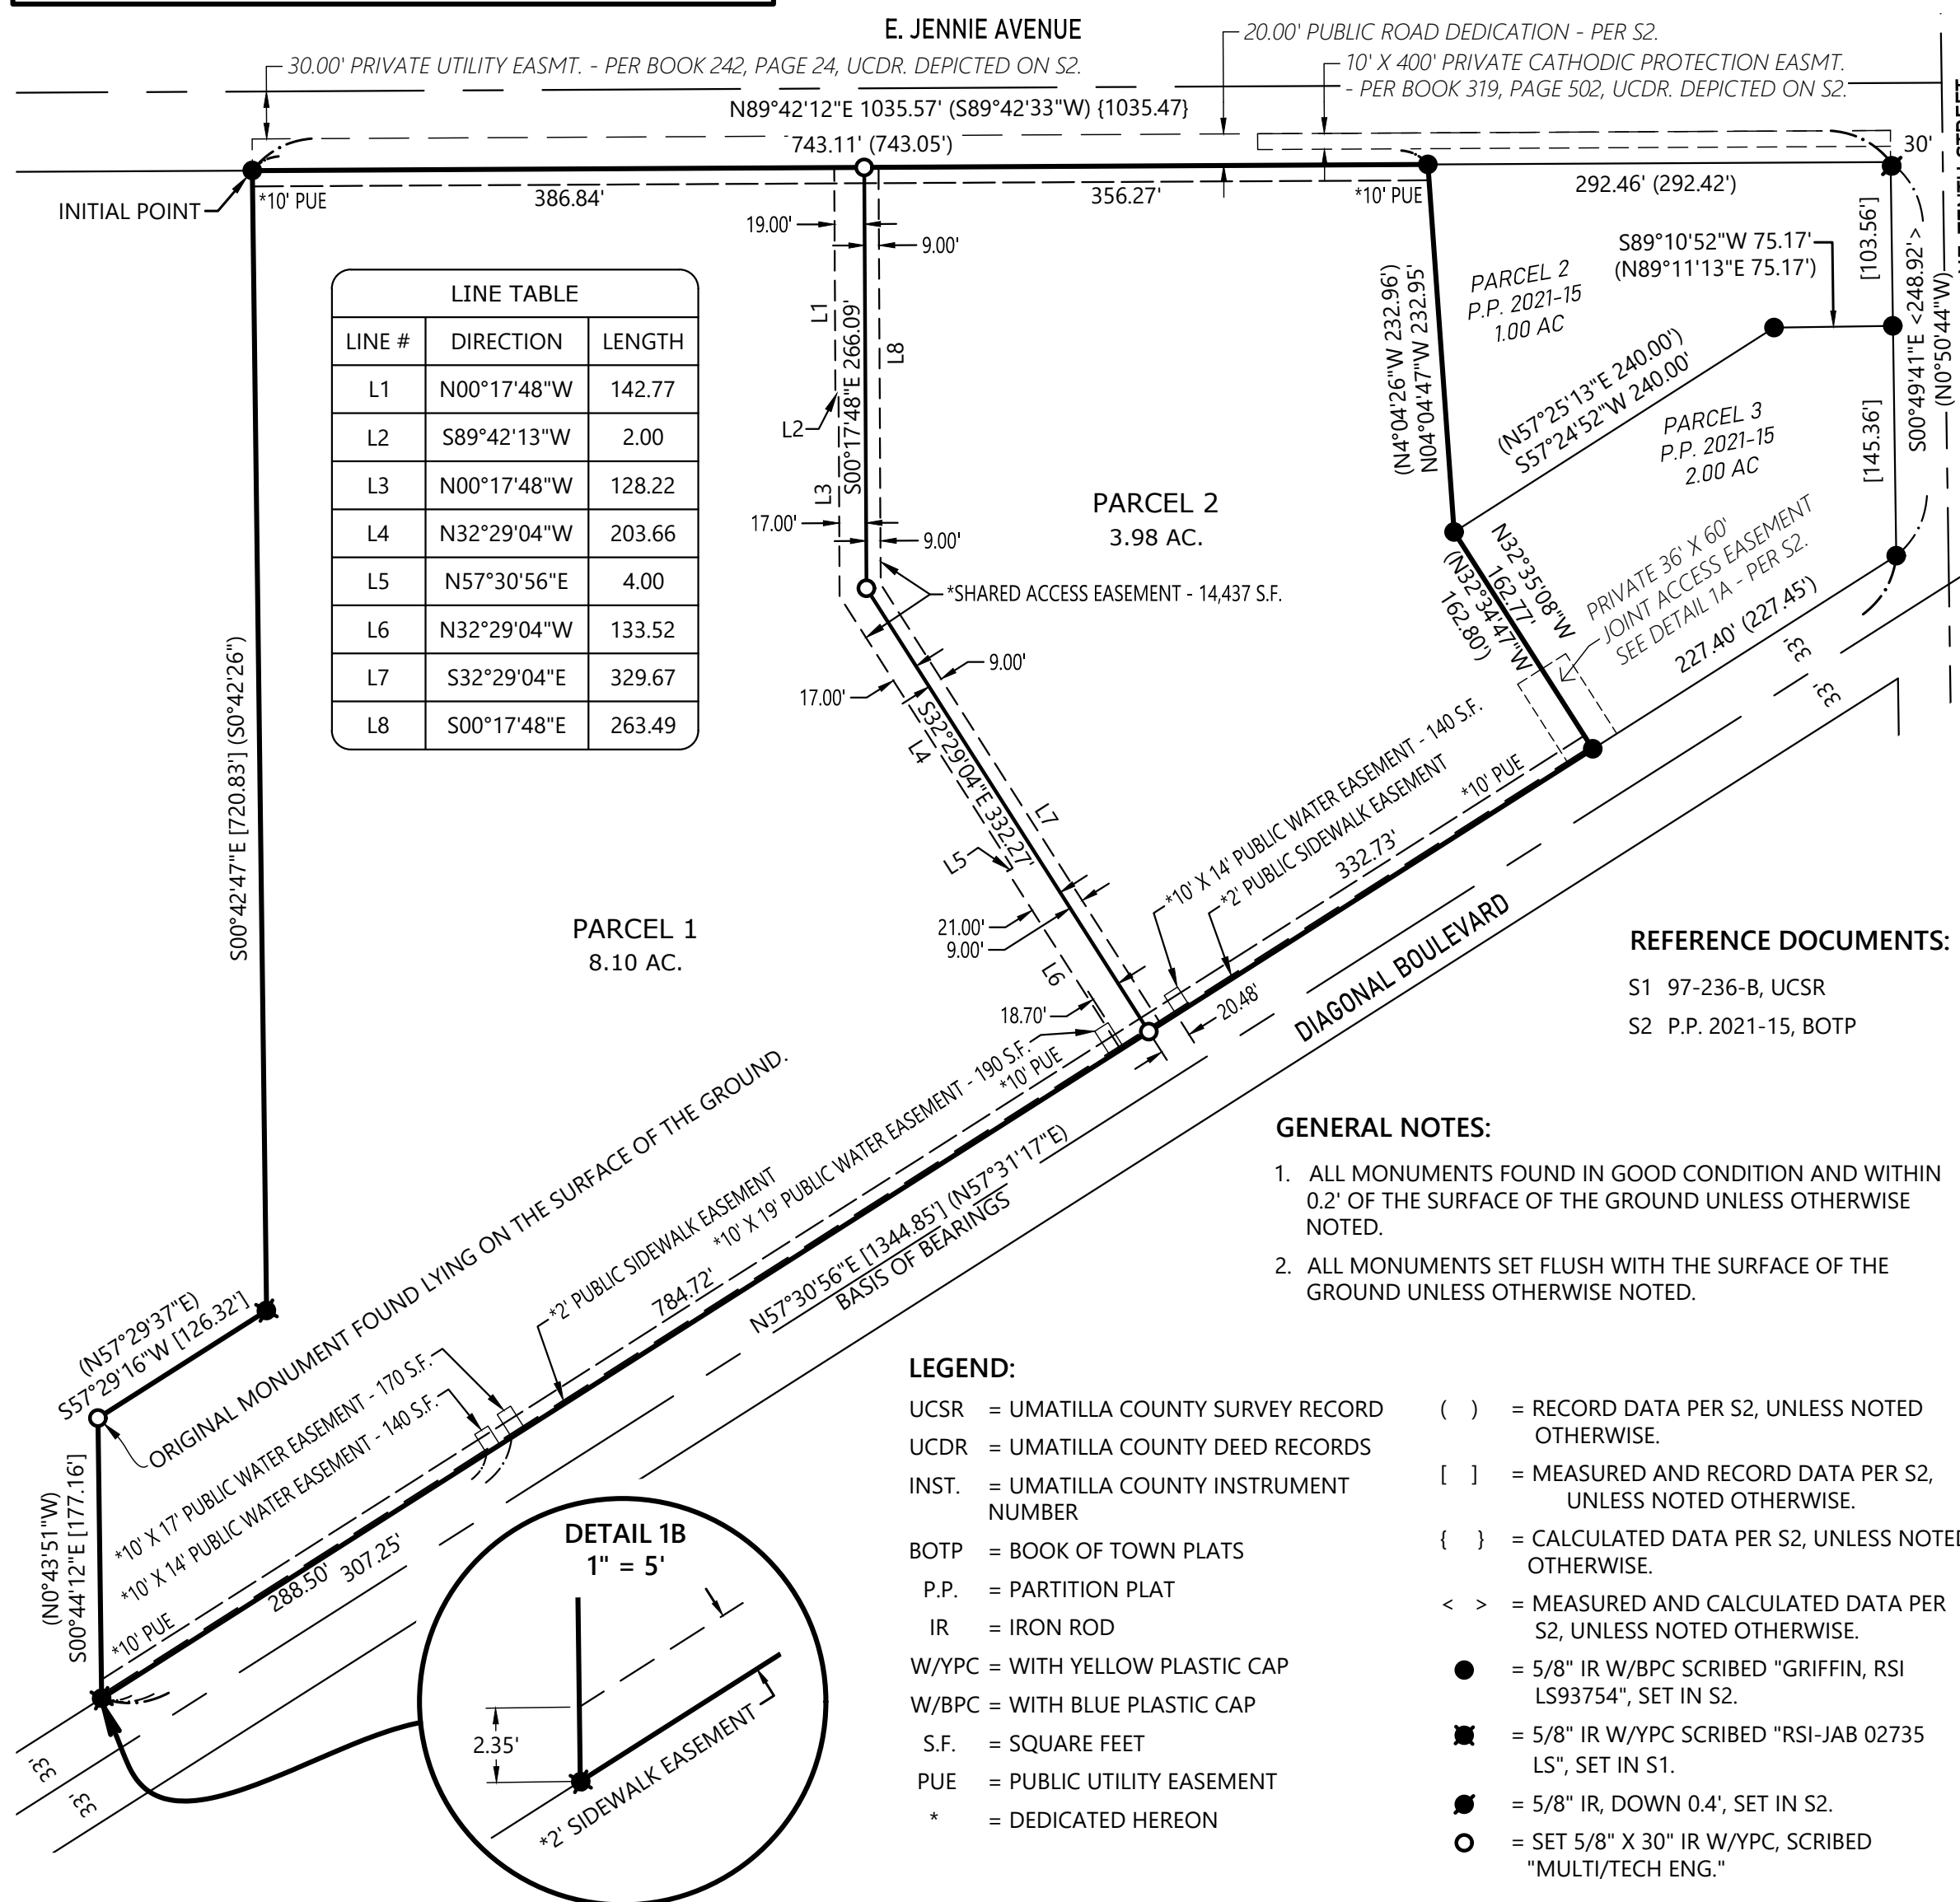 E. JENNIE AVENUE
20.00' PUBLIC ROAD DEDICATION - PER S2.
30.00' PRIVATE UTILITY EASMT. - PER BOOK 242, PAGE 24, UCDR. DEPICTED ON S2.
10' X 400' PRIVATE CATHODIC PROTECTION EASMT.
- PER BOOK 319, PAGE 502, UCDR. DEPICTED ON S2.
N89°42'12"E 1035.57' (S89°42'33"W) {1035.47}
743.11' (743.05')
30'
INITIAL POINT
*10' PUE
386.84'
356.27'
*10' PUE
292.46' (292.42')
19.00'
9.00'
S89°10'52"W 75.17'
(N89°11'13"E 75.17')
[103.56']
S00°49'41"E <248.92'>
(N0°50'44"W)
PARCEL 2
P.P. 2021-15
1.00 AC
LINE TABLE
LINE # DIRECTION LENGTH
L1 N00°17'48"W 142.77
L2 S89°42'13"W 2.00
L3 N00°17'48"W 128.22
L4 N32°29'04"W 203.66
L5 N57°30'56"E 4.00
L6 N32°29'04"W 133.52
L7 S32°29'04"E 329.67
L8 S00°17'48"E 263.49
L1
S00°17'48"E 266.09'
L8
L2
L3
(N4°04'26"W 232.96')
N04°04'47"W 232.95'
(N57°25'13"E 240.00')
S57°24'52"W 240.00'
PARCEL 3
P.P. 2021-15
2.00 AC
[145.36']
17.00'
9.00'
PARCEL 2
3.98 AC.
*SHARED ACCESS EASEMENT - 14,437 S.F.
N32°35'08"W
162.77'
(N32°34'47"W
162.80')
PRIVATE 36' X 60'
JOINT ACCESS EASEMENT
SEE DETAIL 1A - PER S2.
227.40' (227.45')
33'
33'
9.00'
17.00'
S32°29'04"E 332.27'
L4
L7
L5
S00°42'47"E [720.83'] (S0°42'26")
*10' X 14' PUBLIC WATER EASEMENT - 140 S.F.
*2' PUBLIC SIDEWALK EASEMENT
*10' PUE
332.73'
PARCEL 1
8.10 AC.
21.00'
9.00'
L6
18.70'
20.48'
DIAGONAL BOULEVARD
REFERENCE DOCUMENTS:
S1 97-236-B, UCSR
S2 P.P. 2021-15, BOTP
*10' X 19' PUBLIC WATER EASEMENT - 190 S.F.
*10' PUE
*2' PUBLIC SIDEWALK EASEMENT
784.72'
N57°30'56"E [1344.85'] (N57°31'17"E)
BASIS OF BEARINGS
ORIGINAL MONUMENT FOUND LYING ON THE SURFACE OF THE GROUND.
(N57°29'37"E)
S57°29'16"W [126.32']
*10' X 17' PUBLIC WATER EASEMENT - 170 S.F.
*10' X 14' PUBLIC WATER EASEMENT - 140 S.F.
(N0°43'51"W)
S00°44'12"E [177.16']
*10' PUE
288.50'
307.25'
33'
33'
DETAIL 1B
1" = 5'
2.35'
*2' SIDEWALK EASEMENT
GENERAL NOTES:
1. ALL MONUMENTS FOUND IN GOOD CONDITION AND WITHIN
0.2' OF THE SURFACE OF THE GROUND UNLESS OTHERWISE
NOTED.
2. ALL MONUMENTS SET FLUSH WITH THE SURFACE OF THE
GROUND UNLESS OTHERWISE NOTED.
LEGEND:
UCSR = UMATILLA COUNTY SURVEY RECORD
UCDR = UMATILLA COUNTY DEED RECORDS
INST. = UMATILLA COUNTY INSTRUMENT
NUMBER
BOTP = BOOK OF TOWN PLATS
P.P. = PARTITION PLAT
IR = IRON ROD
W/YPC = WITH YELLOW PLASTIC CAP
W/BPC = WITH BLUE PLASTIC CAP
S.F. = SQUARE FEET
PUE = PUBLIC UTILITY EASEMENT
* = DEDICATED HEREON
( ) = RECORD DATA PER S2, UNLESS NOTED
OTHERWISE.
[ ] = MEASURED AND RECORD DATA PER S2,
UNLESS NOTED OTHERWISE.
{ } = CALCULATED DATA PER S2, UNLESS NOTED
OTHERWISE.
< > = MEASURED AND CALCULATED DATA PER
S2, UNLESS NOTED OTHERWISE.
= 5/8" IR W/BPC SCRIBED "GRIFFIN, RSI
LS93754", SET IN S2.
= 5/8" IR W/YPC SCRIBED "RSI-JAB 02735
LS", SET IN S1.
= 5/8" IR, DOWN 0.4', SET IN S2.
= SET 5/8" X 30" IR W/YPC, SCRIBED
"MULTI/TECH ENG."